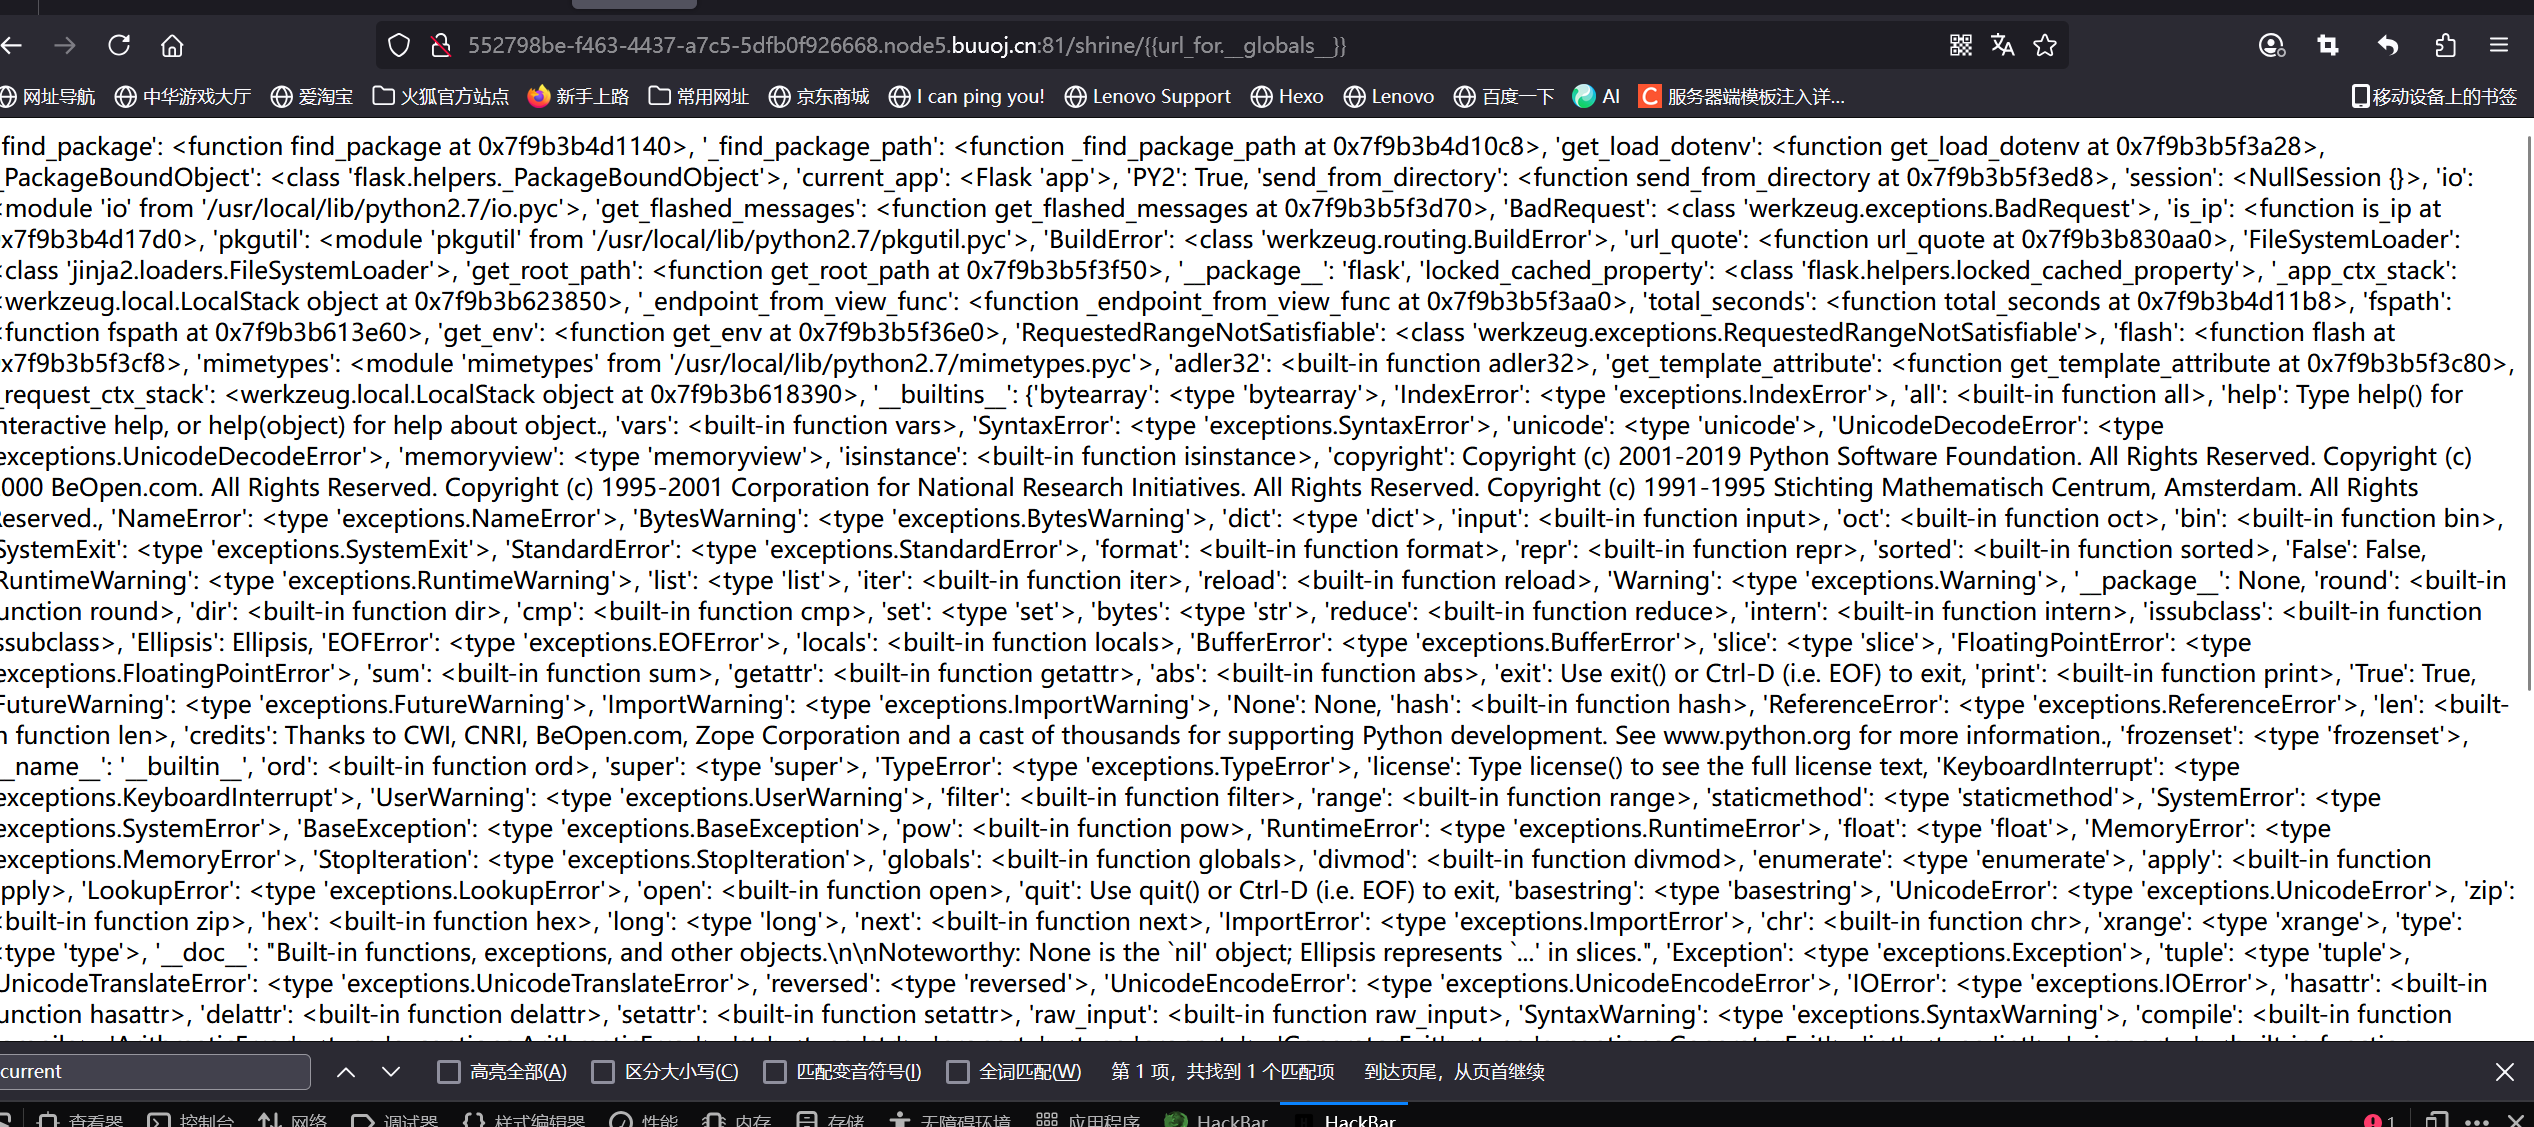 552798be-f463-4437-a7c5-5dfb0f926668.node5.buuoj.cn:81/shrine/{{url_for.__globals__}}
网址导航 中华游戏大厅 爱淘宝 火狐官方站点 新手上路 常用网址 京东商城 I can ping you! Lenovo Support Hexo Lenovo 百度一下 AI 服务器端模板注入详... 移动设备上的书签
find_package': <function find_package at 0x7f9b3b4d1140>, '_find_package_path': <function _find_package_path at 0x7f9b3b4d10c8>, 'get_load_dotenv': <function get_load_dotenv at 0x7f9b3b5f3a28>,
_PackageBoundObject': <class 'flask.helpers._PackageBoundObject'>, 'current_app': <Flask 'app'>, 'PY2': True, 'send_from_directory': <function send_from_directory at 0x7f9b3b5f3ed8>, 'session': <NullSession {}>, 'io':
<module 'io' from '/usr/local/lib/python2.7/io.pyc'>, 'get_flashed_messages': <function get_flashed_messages at 0x7f9b3b5f3d70>, 'BadRequest': <class 'werkzeug.exceptions.BadRequest'>, 'is_ip': <function is_ip at
x7f9b3b4d17d0>, 'pkgutil': <module 'pkgutil' from '/usr/local/lib/python2.7/pkgutil.pyc'>, 'BuildError': <class 'werkzeug.routing.BuildError'>, 'url_quote': <function url_quote at 0x7f9b3b830aa0>, 'FileSystemLoader':
<class 'jinja2.loaders.FileSystemLoader'>, 'get_root_path': <function get_root_path at 0x7f9b3b5f3f50>, '__package__': 'flask', 'locked_cached_property': <class 'flask.helpers.locked_cached_property'>, '_app_ctx_stack':
<werkzeug.local.LocalStack object at 0x7f9b3b623850>, '_endpoint_from_view_func': <function _endpoint_from_view_func at 0x7f9b3b5f3aa0>, 'total_seconds': <function total_seconds at 0x7f9b3b4d11b8>, 'fspath':
<function fspath at 0x7f9b3b613e60>, 'get_env': <function get_env at 0x7f9b3b5f36e0>, 'RequestedRangeNotSatisfiable': <class 'werkzeug.exceptions.RequestedRangeNotSatisfiable'>, 'flash': <function flash at
x7f9b3b5f3cf8>, 'mimetypes': <module 'mimetypes' from '/usr/local/lib/python2.7/mimetypes.pyc'>, 'adler32': <built-in function adler32>, 'get_template_attribute': <function get_template_attribute at 0x7f9b3b5f3c80>,
_request_ctx_stack': <werkzeug.local.LocalStack object at 0x7f9b3b618390>, '__builtins__': {'bytearray': <type 'bytearray'>, 'IndexError': <type 'exceptions.IndexError'>, 'all': <built-in function all>, 'help': Type help() for
nteractive help, or help(object) for help about object., 'vars': <built-in function vars>, 'SyntaxError': <type 'exceptions.SyntaxError'>, 'unicode': <type 'unicode'>, 'UnicodeDecodeError': <type
exceptions.UnicodeDecodeError'>, 'memoryview': <type 'memoryview'>, 'isinstance': <built-in function isinstance>, 'copyright': Copyright (c) 2001-2019 Python Software Foundation. All Rights Reserved. Copyright (c)
000 BeOpen.com. All Rights Reserved. Copyright (c) 1995-2001 Corporation for National Research Initiatives. All Rights Reserved. Copyright (c) 1991-1995 Stichting Mathematisch Centrum, Amsterdam. All Rights
Reserved., 'NameError': <type 'exceptions.NameError'>, 'BytesWarning': <type 'exceptions.BytesWarning'>, 'dict': <type 'dict'>, 'input': <built-in function input>, 'oct': <built-in function oct>, 'bin': <built-in function bin>,
SystemExit': <type 'exceptions.SystemExit'>, 'StandardError': <type 'exceptions.StandardError'>, 'format': <built-in function format>, 'repr': <built-in function repr>, 'sorted': <built-in function sorted>, 'False': False,
RuntimeWarning': <type 'exceptions.RuntimeWarning'>, 'list': <type 'list'>, 'iter': <built-in function iter>, 'reload': <built-in function reload>, 'Warning': <type 'exceptions.Warning'>, '__package__': None, 'round': <built-in
unction round>, 'dir': <built-in function dir>, 'cmp': <built-in function cmp>, 'set': <type 'set'>, 'bytes': <type 'str'>, 'reduce': <built-in function reduce>, 'intern': <built-in function intern>, 'issubclass': <built-in function
ssubclass>, 'Ellipsis': Ellipsis, 'EOFError': <type 'exceptions.EOFError'>, 'locals': <built-in function locals>, 'BufferError': <type 'exceptions.BufferError'>, 'slice': <type 'slice'>, 'FloatingPointError': <type
exceptions.FloatingPointError'>, 'sum': <built-in function sum>, 'getattr': <built-in function getattr>, 'abs': <built-in function abs>, 'exit': Use exit() or Ctrl-D (i.e. EOF) to exit, 'print': <built-in function print>, 'True': True,
FutureWarning': <type 'exceptions.FutureWarning'>, 'ImportWarning': <type 'exceptions.ImportWarning'>, 'None': None, 'hash': <built-in function hash>, 'ReferenceError': <type 'exceptions.ReferenceError'>, 'len': <built-
n function len>, 'credits': Thanks to CWI, CNRI, BeOpen.com, Zope Corporation and a cast of thousands for supporting Python development. See www.python.org for more information., 'frozenset': <type 'frozenset'>,
__name__': '__builtin__', 'ord': <built-in function ord>, 'super': <type 'super'>, 'TypeError': <type 'exceptions.TypeError'>, 'license': Type license() to see the full license text, 'KeyboardInterrupt': <type
exceptions.KeyboardInterrupt'>, 'UserWarning': <type 'exceptions.UserWarning'>, 'filter': <built-in function filter>, 'range': <built-in function range>, 'staticmethod': <type 'staticmethod'>, 'SystemError': <type
exceptions.SystemError'>, 'BaseException': <type 'exceptions.BaseException'>, 'pow': <built-in function pow>, 'RuntimeError': <type 'exceptions.RuntimeError'>, 'float': <type 'float'>, 'MemoryError': <type
exceptions.MemoryError'>, 'StopIteration': <type 'exceptions.StopIteration'>, 'globals': <built-in function globals>, 'divmod': <built-in function divmod>, 'enumerate': <type 'enumerate'>, 'apply': <built-in function
pply>, 'LookupError': <type 'exceptions.LookupError'>, 'open': <built-in function open>, 'quit': Use quit() or Ctrl-D (i.e. EOF) to exit, 'basestring': <type 'basestring'>, 'UnicodeError': <type 'exceptions.UnicodeError'>, 'zip':
<built-in function zip>, 'hex': <built-in function hex>, 'long': <type 'long'>, 'next': <built-in function next>, 'ImportError': <type 'exceptions.ImportError'>, 'chr': <built-in function chr>, 'xrange': <type 'xrange'>, 'type':
<type 'type'>, '__doc__': "Built-in functions, exceptions, and other objects.\n\nNoteworthy: None is the `nil' object; Ellipsis represents `...' in slices.", 'Exception': <type 'exceptions.Exception'>, 'tuple': <type 'tuple'>,
UnicodeTranslateError': <type 'exceptions.UnicodeTranslateError'>, 'reversed': <type 'reversed'>, 'UnicodeEncodeError': <type 'exceptions.UnicodeEncodeError'>, 'IOError': <type 'exceptions.IOError'>, 'hasattr': <built-in
unction hasattr>, 'delattr': <built-in function delattr>, 'setattr': <built-in function setattr>, 'raw_input': <built-in function raw_input>, 'SyntaxWarning': <type 'exceptions.SyntaxWarning'>, 'compile': <built-in function
current 高亮全部(A) 区分大小写(C) 匹配变音符号(I) 全词匹配(W) 第 1 项，共找到 1 个匹配项 到达页尾，从页首继续
查看器 控制台 网络 调试器 样式编辑器 性能 内存 存储 无障碍环境 应用程序 HackBar HackBar 1